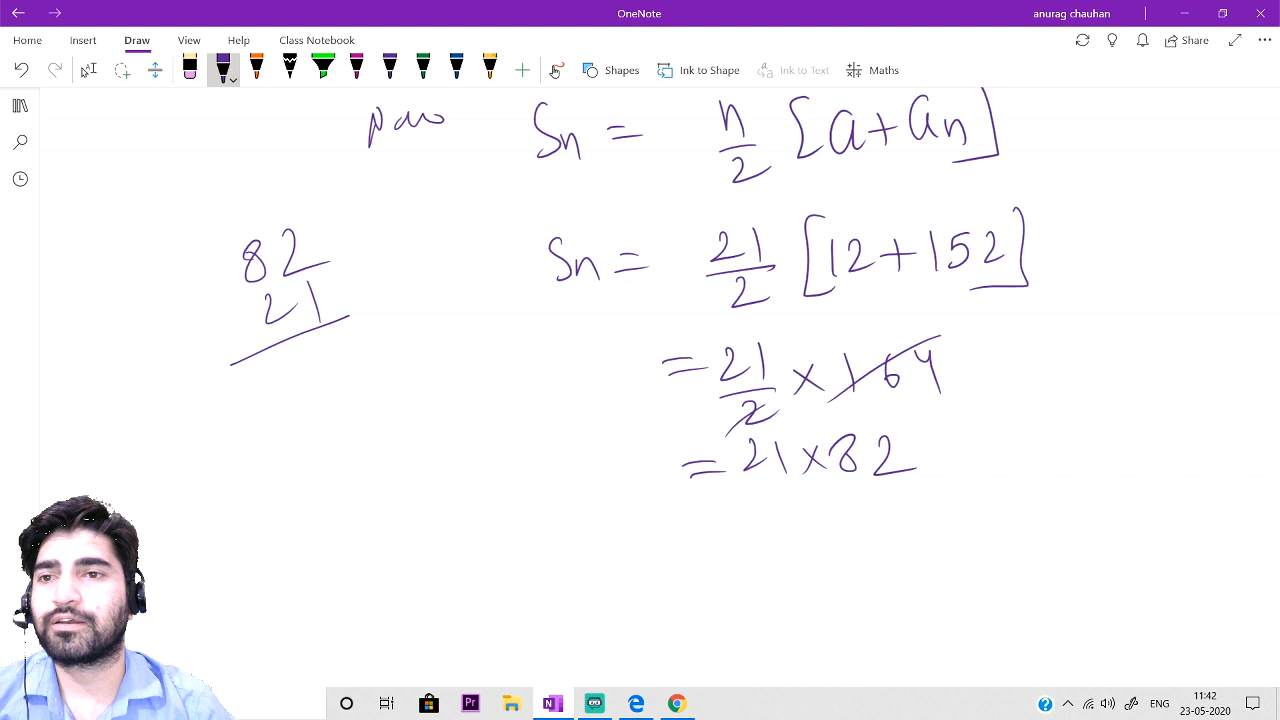 OneNote
anurag chauhan
Home Insert Draw View Help Class Notebook
Share
Shapes
Ink to Shape
Ink to Text
Maths
Now
Sn = n/2 [a+an]
82
21
Sn = 21/2 [12+152]
= 21/2 × 164
= 21×82
Pr
N
ENG
11:42
23-05-2020